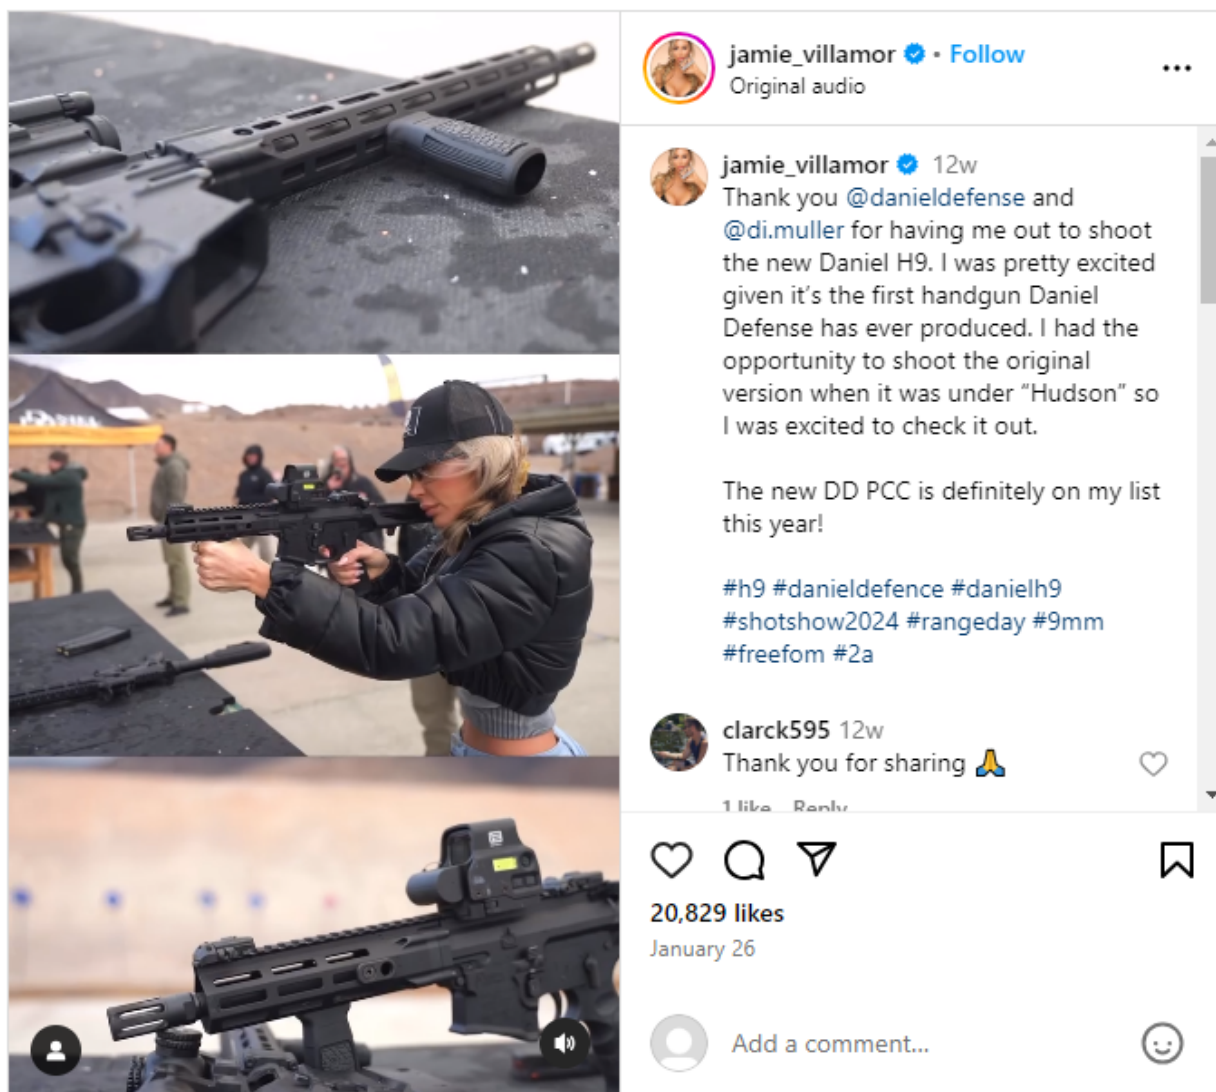 jamie_villamor • Follow
Original audio
jamie_villamor 12w
Thank you @danieldefense and
@di.muller for having me out to shoot
the new Daniel H9. I was pretty excited
given it's the first handgun Daniel
Defense has ever produced. I had the
opportunity to shoot the original
version when it was under “Hudson” so
I was excited to check it out.
The new DD PCC is definitely on my list
this year!
#h9 #danieldefence #danielh9
#shotshow2024 #rangeday #9mm
#freefom #2a
clarck595 12w
Thank you for sharing 🙏
1 like Reply
20,829 likes
January 26
Add a comment...